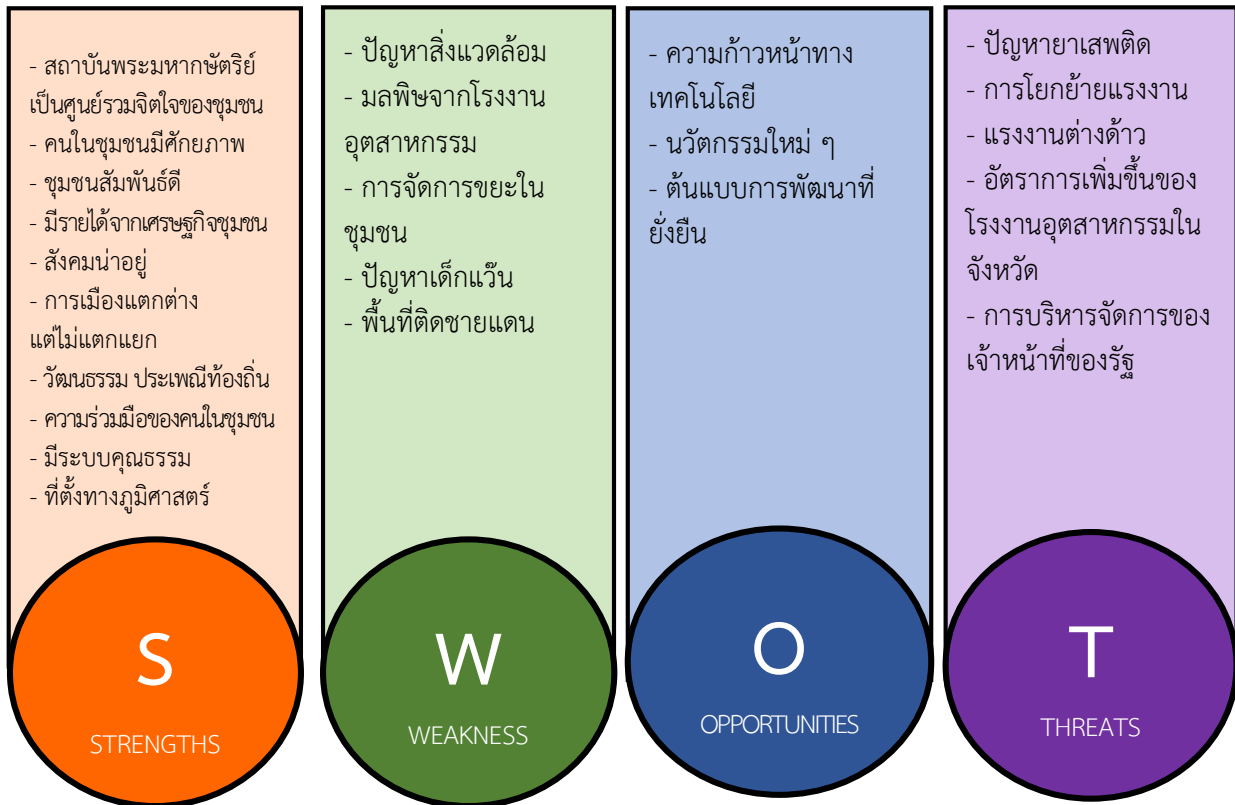 - สถาบันพระมหากษัตริย์
เป็นศูนย์รวมจิตใจของชุมชน
- คนในชุมชนมีศักยภาพ
- ชุมชนสัมพันธ์ดี
- มีรายได้จากเศรษฐกิจชุมชน
- สังคมน่าอยู่
- การเมืองแตกต่าง
แต่ไม่แตกแยก
- วัฒนธรรม ประเพณีท้องถิ่น
- ความร่วมมือของคนในชุมชน
- มีระบบคุณธรรม
- ที่ตั้งทางภูมิศาสตร์
S
STRENGTHS
- ปัญหาสิ่งแวดล้อม
- มลพิษจากโรงงาน
อุตสาหกรรม
- การจัดการขยะใน
ชุมชน
- ปัญหาเด็กแว๊น
- พื้นที่ติดชายแดน
W
WEAKNESS
- ความก้าวหน้าทาง
เทคโนโลยี
- นวัตกรรมใหม่ ๆ
- ต้นแบบการพัฒนาที่
ยั่งยืน
O
OPPORTUNITIES
- ปัญหายาเสพติด
- การโยกย้ายแรงงาน
- แรงงานต่างด้าว
- อัตราการเพิ่มขึ้นของ
โรงงานอุตสาหกรรมใน
จังหวัด
- การบริหารจัดการของ
เจ้าหน้าที่ของรัฐ
T
THREATS